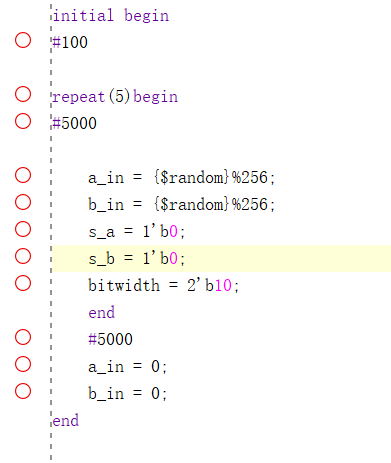 initial begin
#100
repeat(5)begin
#5000
a_in = {$random}%256;
b_in = {$random}%256;
s_a = 1'b0;
s_b = 1'b0;
bitwidth = 2'b10;
end
#5000
a_in = 0;
b_in = 0;
end